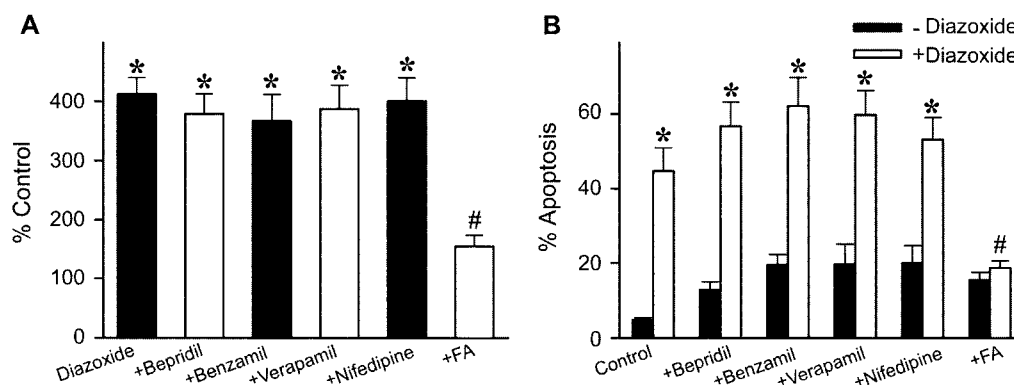 A
% Control
400
300
200
100
0
* * * * * #
Diazoxide +Bepridil +Benzamil +Verapamil +Nifedipine +FA
B
- Diazoxide
+Diazoxide
% Apoptosis
60
40
20
0
* * * * * #
Control +Bepridil +Benzamil +Verapamil +Nifedipine +FA